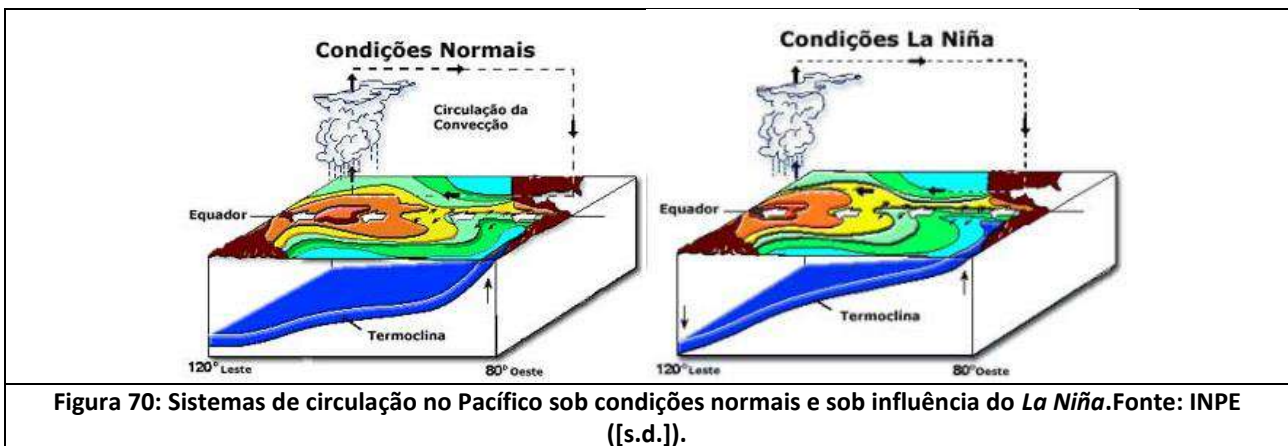 Condições Normais
Circulação da
Convecção
Equador
Termoclina
120° Leste
80° Oeste
Condições La Niña
Equador
Termoclina
120° Leste
80° Oeste
Figura 70: Sistemas de circulação no Pacífico sob condições normais e sob influência do La Niña.Fonte: INPE
([s.d.]).